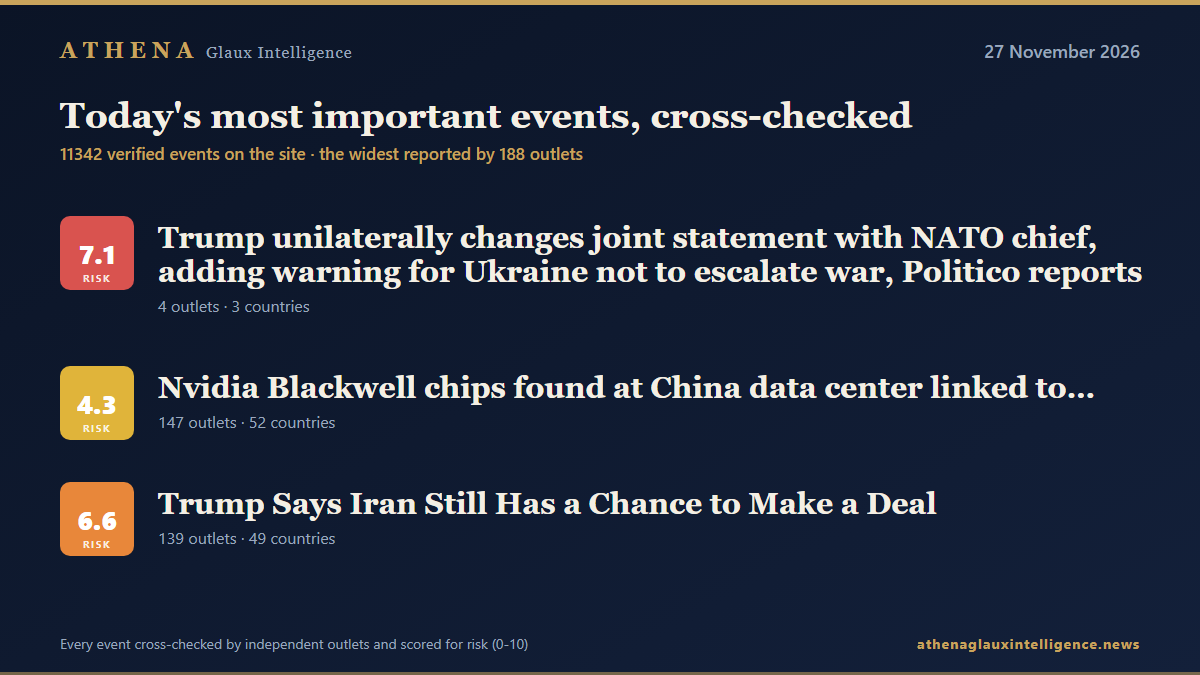 ATHENA Glaux Intelligence
27 November 2026
Today's most important events, cross-checked
11342 verified events on the site · the widest reported by 188 outlets
7.1
RISK
Trump unilaterally changes joint statement with NATO chief,
adding warning for Ukraine not to escalate war, Politico reports
4 outlets · 3 countries
4.3
RISK
Nvidia Blackwell chips found at China data center linked to...
147 outlets · 52 countries
6.6
RISK
Trump Says Iran Still Has a Chance to Make a Deal
139 outlets · 49 countries
Every event cross-checked by independent outlets and scored for risk (0-10)
athenaglauxintelligence.news